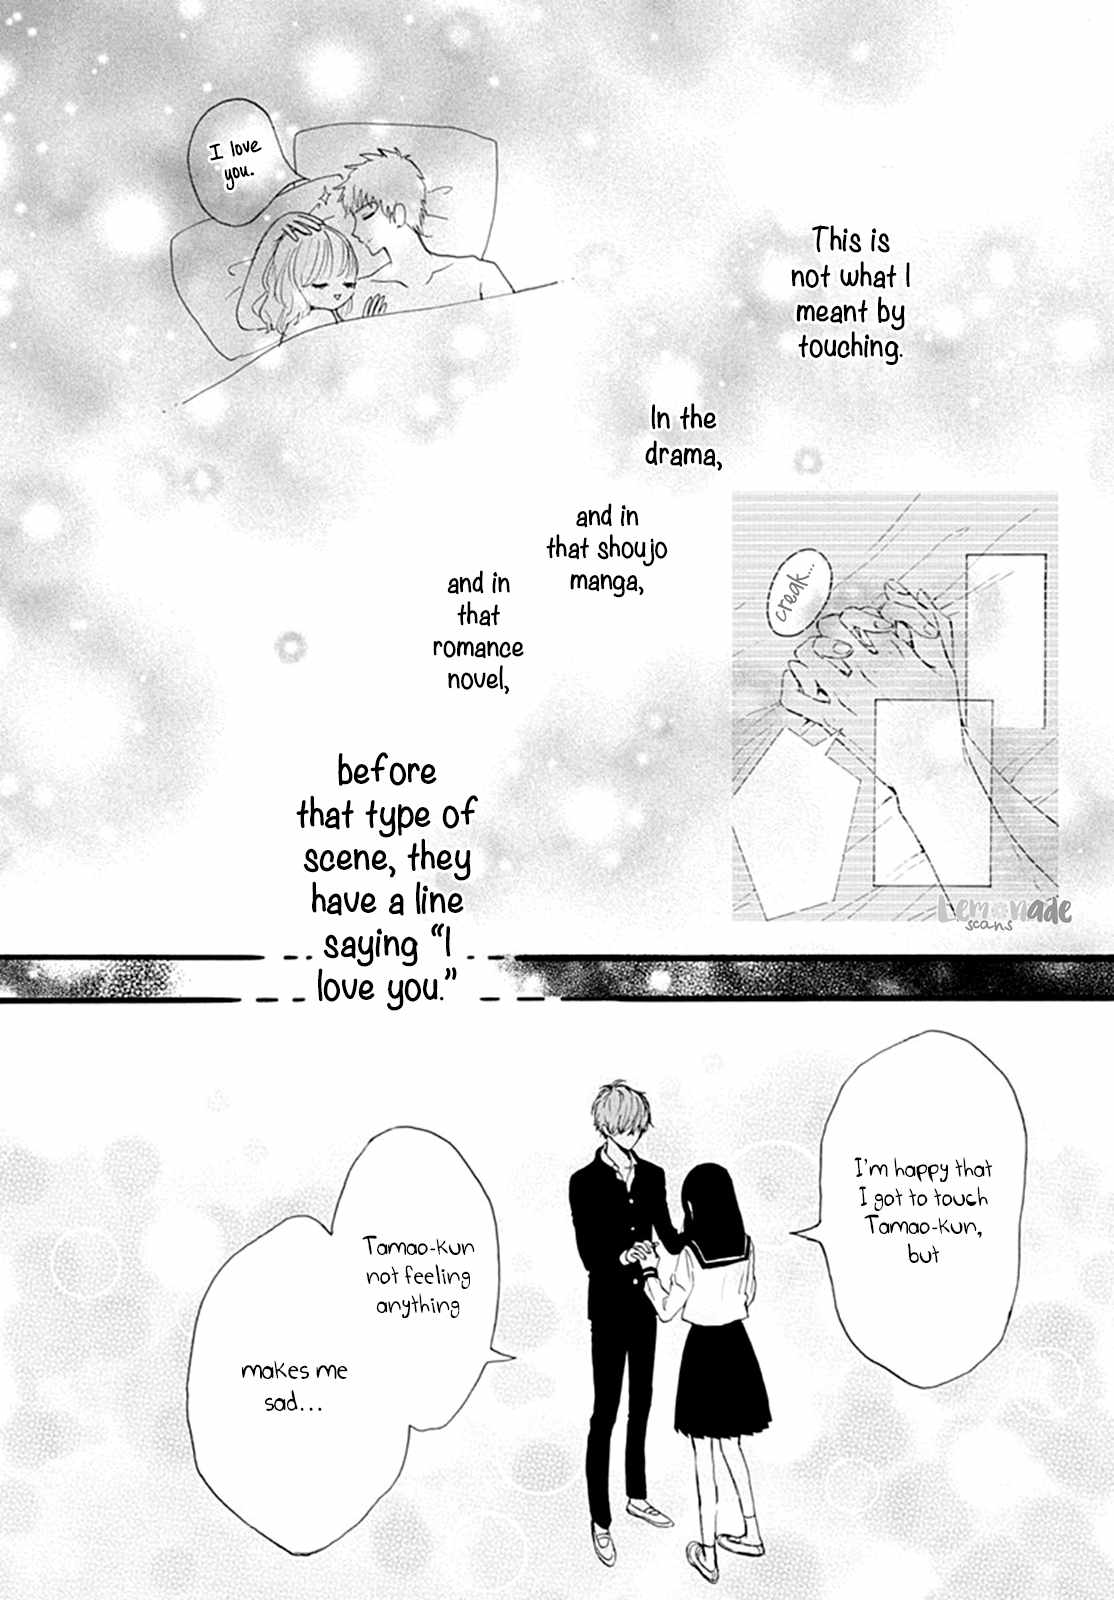 This is
not what I
meant by
touching.
I love
you.
In the
drama,
and in
that shoujo
manga,
and in
that
romance
novel,
creak...
before
that type of
scene, they
have a line
saying "I
love you."
Lemonade
scans
I'm happy that
I got to touch
Tamao-kun,
but
Tamao-kun
not feeling
anything
makes me
sad...